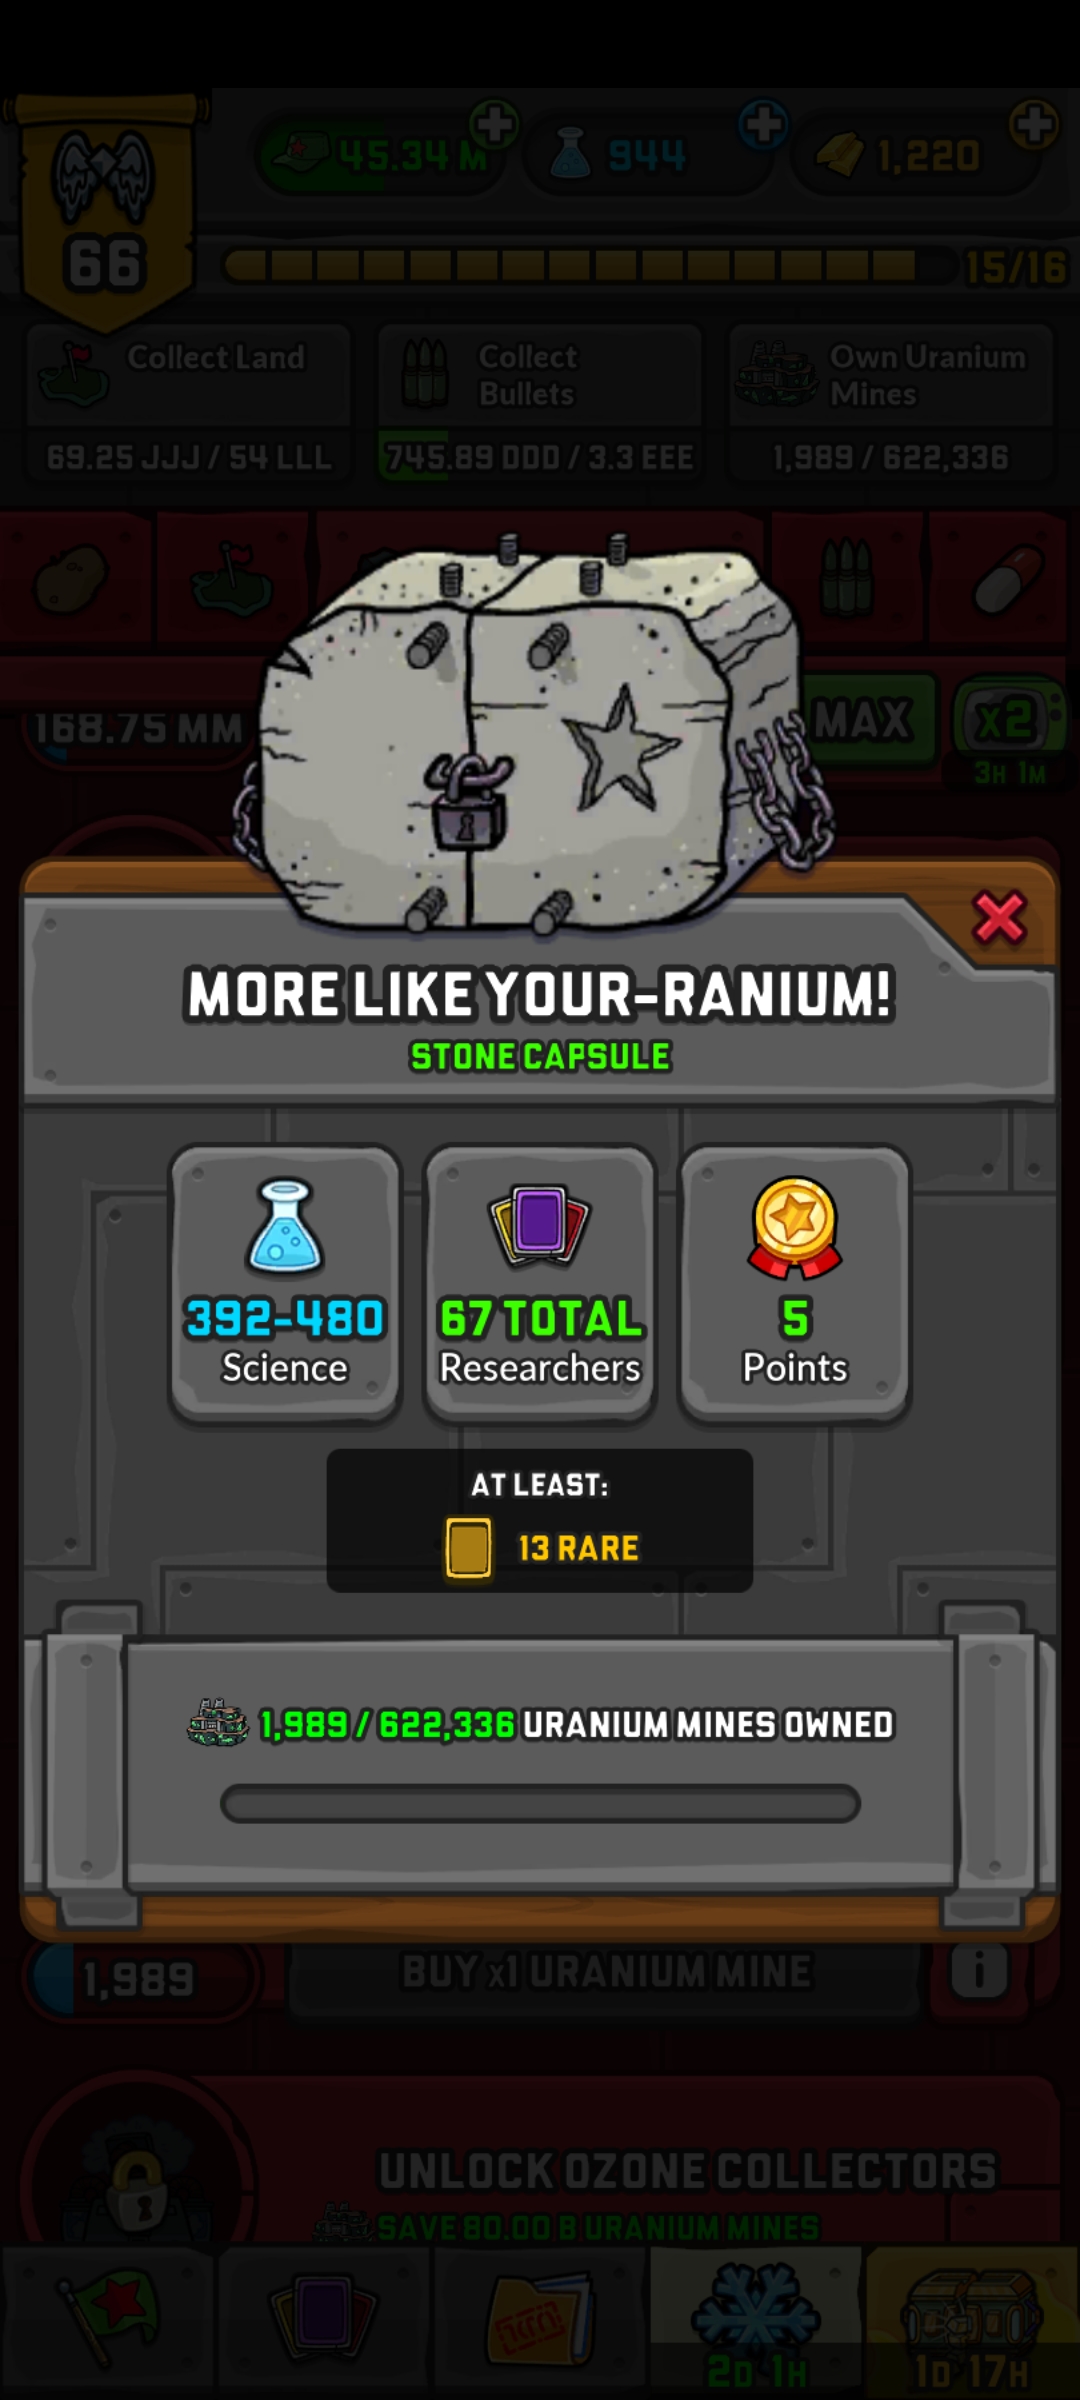 45.34 M
944
1,220
66
15/16
Collect Land
Collect
Bullets
Own Uranium
Mines
69.25 JJJ / 54 LLL
745.89 DDD / 3.3 EEE
1,989 / 622,336
168.75 MM
MAX
x2
3H 1M
MORE LIKE YOUR-RANIUM!
STONE CAPSULE
392-480
Science
67 TOTAL
Researchers
5
Points
AT LEAST:
13 RARE
1,989 / 622,336 URANIUM MINES OWNED
1,989
BUY x1 URANIUM MINE
i
UNLOCK OZONE COLLECTORS
SAVE 80.00 B URANIUM MINES
2D 1H
1D 17H